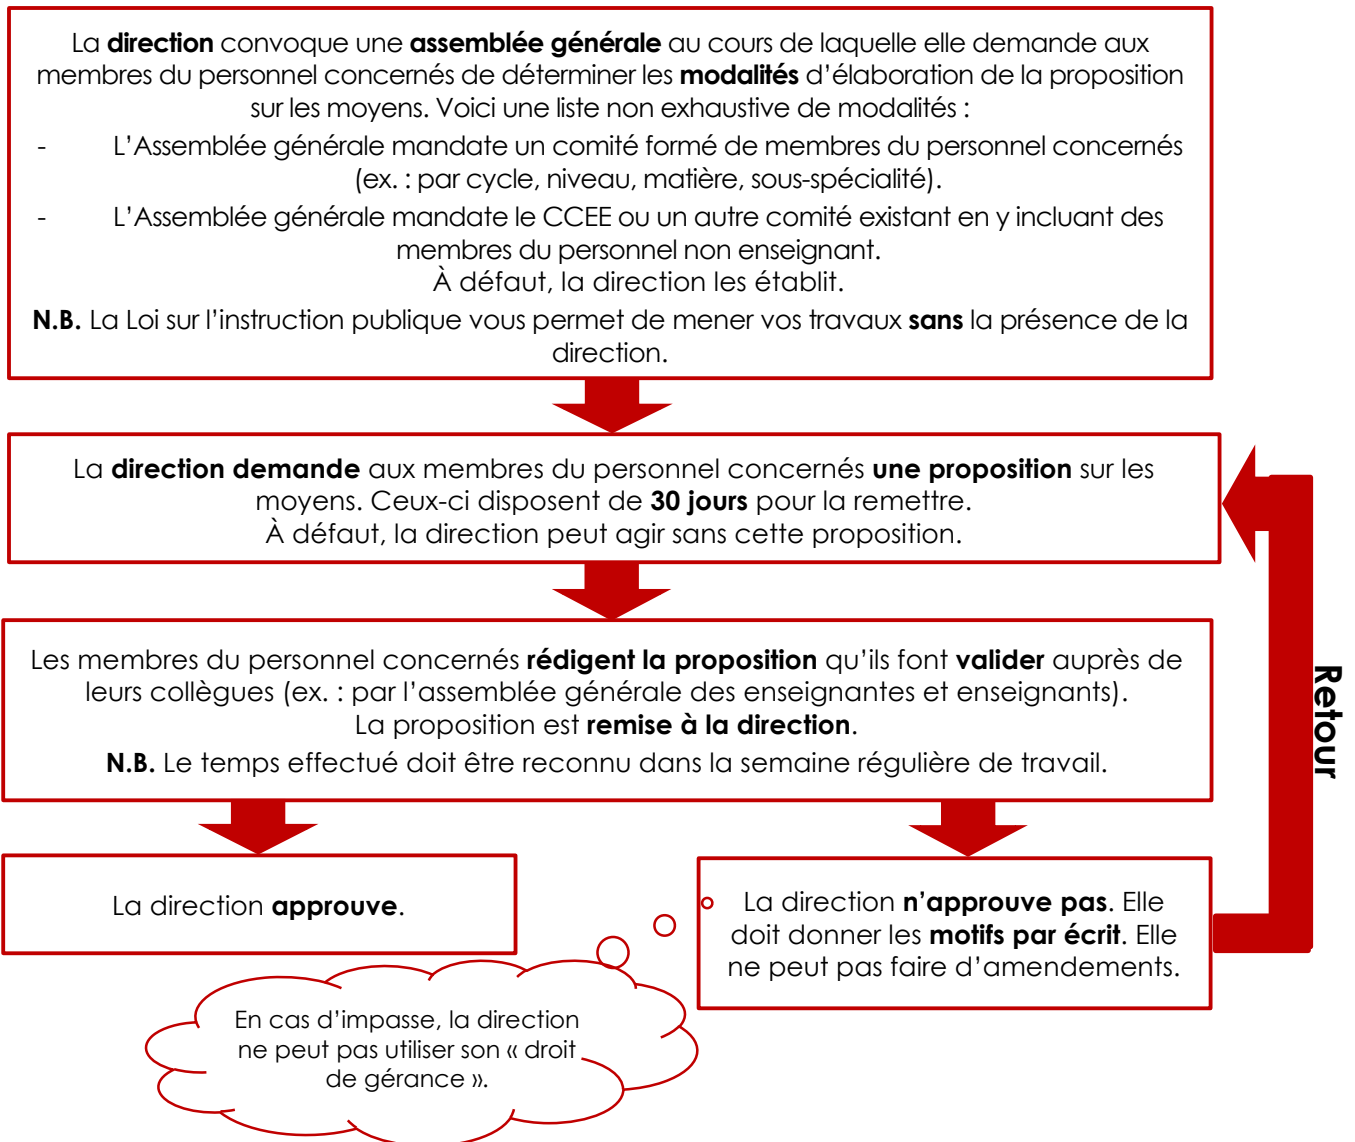 La direction convoque une assemblée générale au cours de laquelle elle demande aux
membres du personnel concernés de déterminer les modalités d’élaboration de la proposition
sur les moyens. Voici une liste non exhaustive de modalités :
- L’Assemblée générale mandate un comité formé de membres du personnel concernés
(ex. : par cycle, niveau, matière, sous-spécialité).
- L’Assemblée générale mandate le CCEE ou un autre comité existant en y incluant des
membres du personnel non enseignant.
À défaut, la direction les établit.
N.B. La Loi sur l’instruction publique vous permet de mener vos travaux sans la présence de la
direction.
La direction demande aux membres du personnel concernés une proposition sur les
moyens. Ceux-ci disposent de 30 jours pour la remettre.
À défaut, la direction peut agir sans cette proposition.
Les membres du personnel concernés rédigent la proposition qu’ils font valider auprès de
leurs collègues (ex. : par l’assemblée générale des enseignantes et enseignants).
La proposition est remise à la direction.
N.B. Le temps effectué doit être reconnu dans la semaine régulière de travail.
Retour
La direction approuve.
La direction n’approuve pas. Elle
doit donner les motifs par écrit. Elle
ne peut pas faire d’amendements.
En cas d’impasse, la direction
ne peut pas utiliser son « droit
de gérance ».